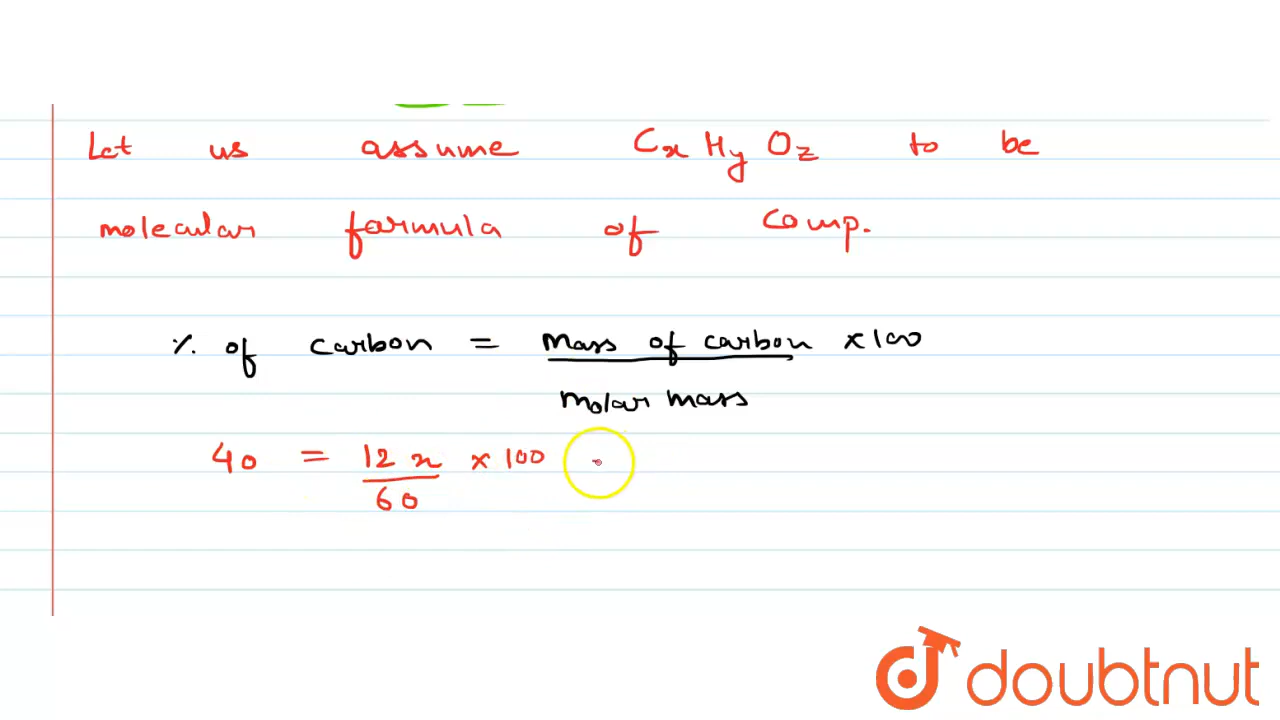 Let us assume CxHyOz to be
molecular formula of comp.
% of carbon = Mass of carbon × 100
Molar mass
40 = 12 x × 100
60
doubtnut